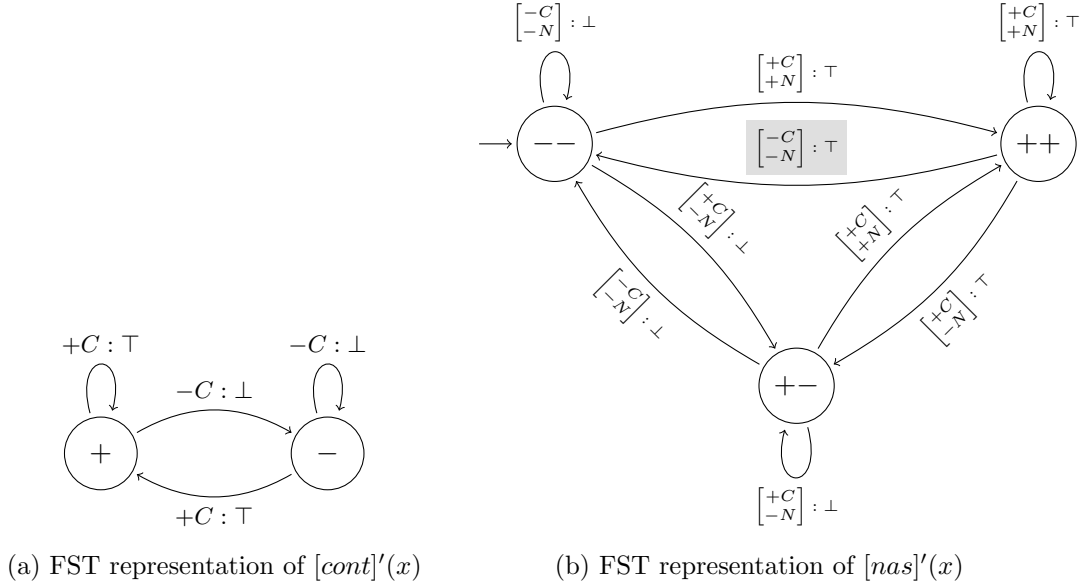 [−C −N] : ⊥
[+C +N] : ⊤
[+C +N] : ⊤
−−
[−C −N] : ⊤
++
[+C −N] : ⊥
[+C +N] : ⊤
[−C −N] : ⊥
[+C −N] : ⊤
+−
[+C −N] : ⊥
+C : ⊤
−C : ⊥
−C : ⊥
+
−
+C : ⊤
(a) FST representation of [cont]′(x)
(b) FST representation of [nas]′(x)